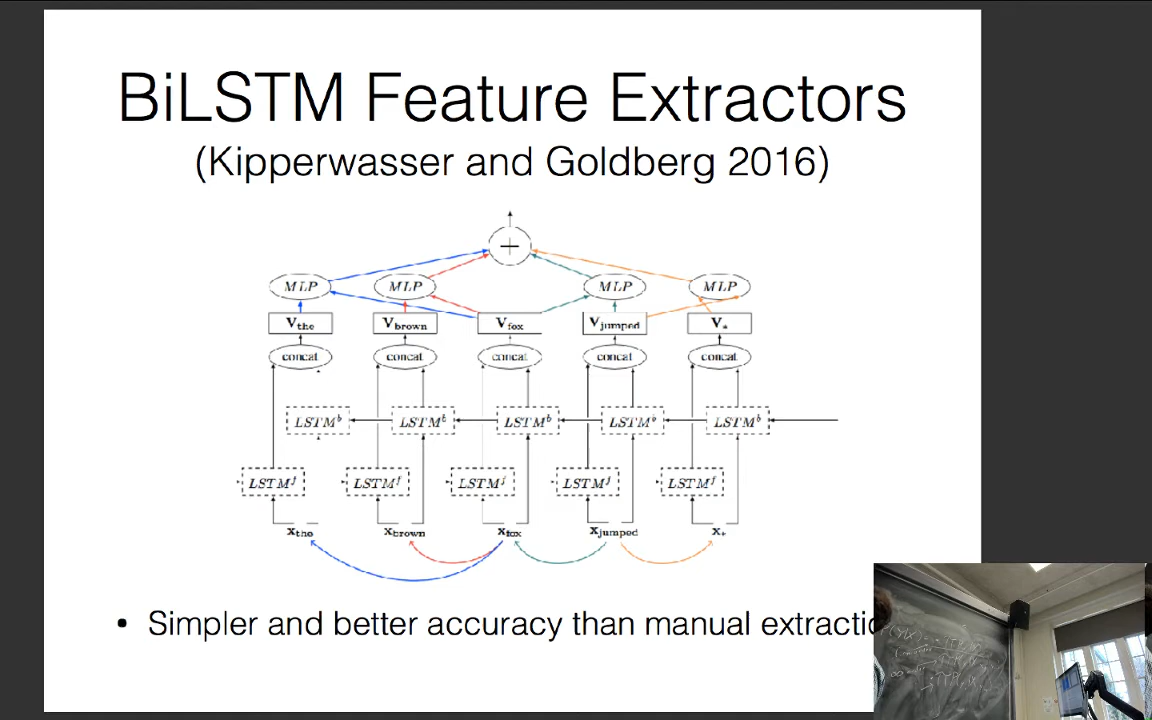 BiLSTM Feature Extractors
(Kipperwasser and Goldberg 2016)
MLP MLP MLP MLP
V_the V_brown V_fox V_jumped V_*
concat concat concat concat concat
LSTM^b LSTM^b LSTM^b LSTM^b LSTM^b
LSTM^f LSTM^f LSTM^f LSTM^f LSTM^f
x_the x_brown x_fox x_jumped x_*
• Simpler and better accuracy than manual